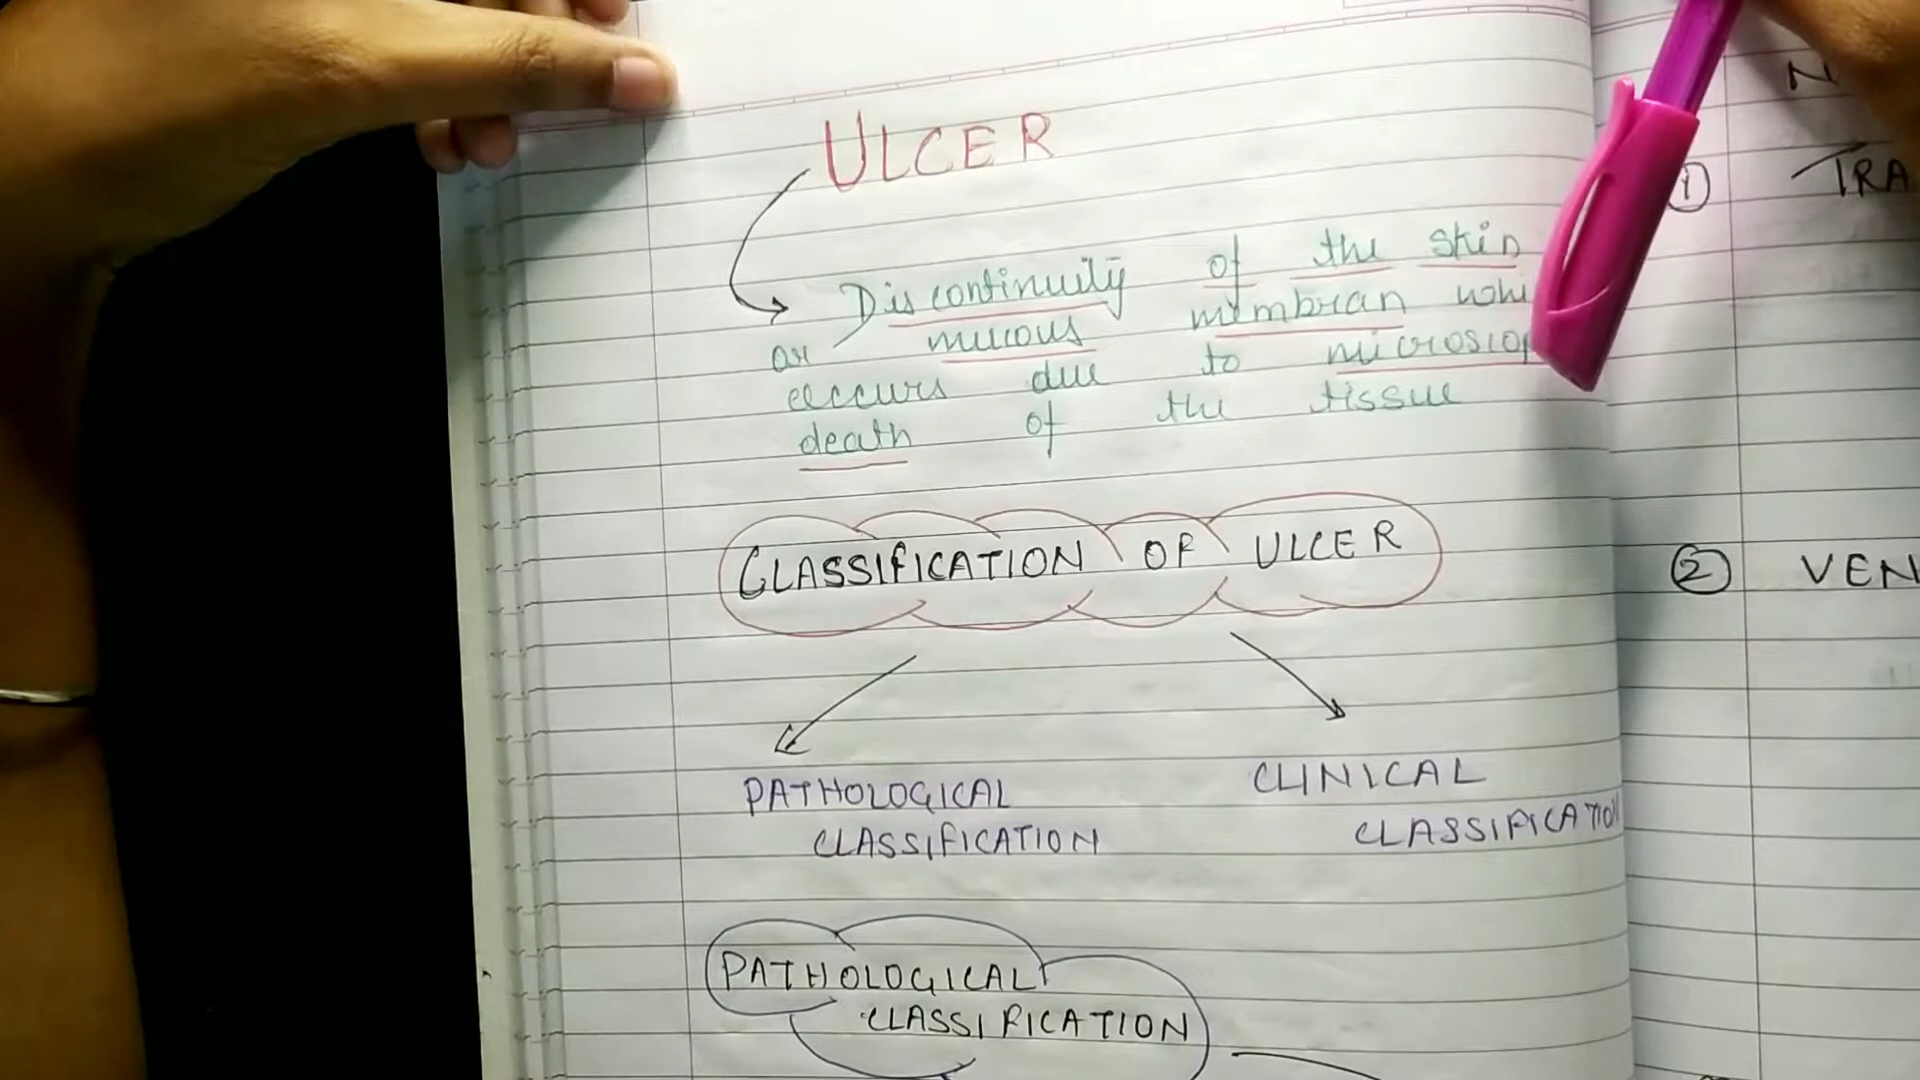 ULCER
Discontinuity of the skin
or mucous membran whi
occurs due to microsiop
death of the tissue
CLASSIFICATION OF ULCER
PATHOLOGICAL
CLASSIFICATION
CLINICAL
CLASSIFICATION
PATHOLOGICAL
CLASSIFICATION
N
① TRA
② VEN